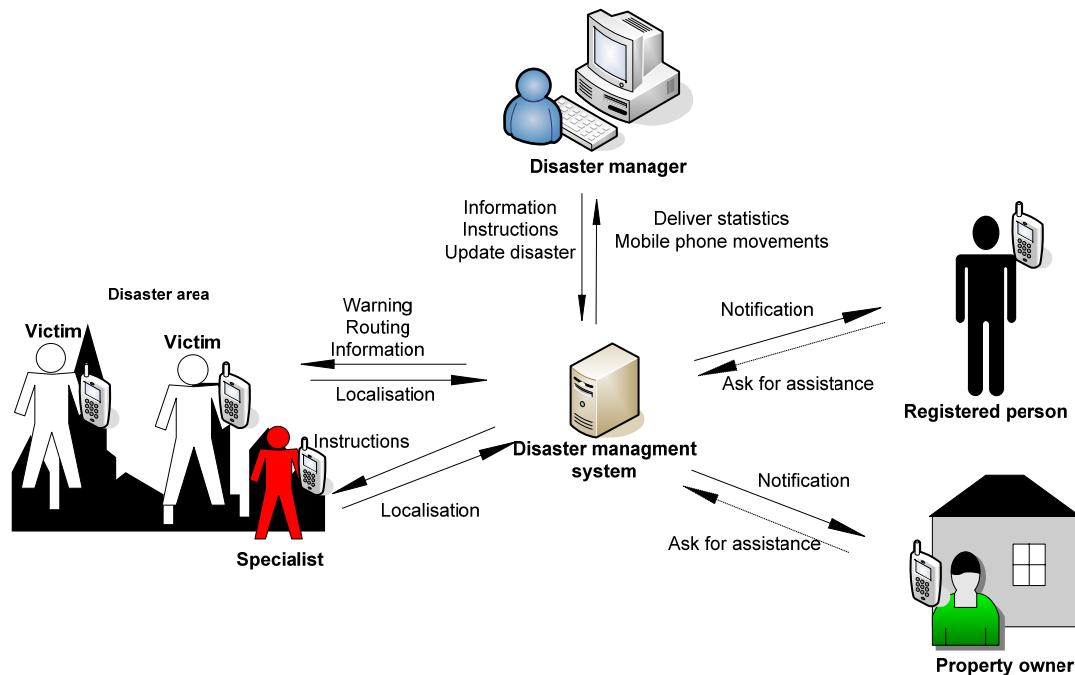 Disaster manager
Information
Instructions
Update disaster
Deliver statistics
Mobile phone movements
Disaster area
Victim
Victim
Warning
Routing
Information
Localisation
Instructions
Localisation
Specialist
Disaster managment
system
Notification
Ask for assistance
Registered person
Notification
Ask for assistance
Property owner